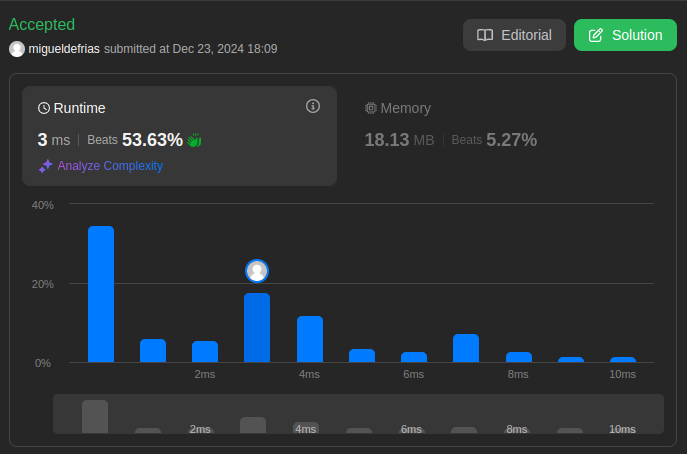 Accepted
migueldefrias submitted at Dec 23, 2024 18:09
Editorial
Solution
Runtime
3 ms | Beats 53.63%
Analyze Complexity
Memory
18.13 MB | Beats 5.27%
40%
20%
0%
2ms 4ms 6ms 8ms 10ms
2ms 4ms 6ms 8ms 10ms